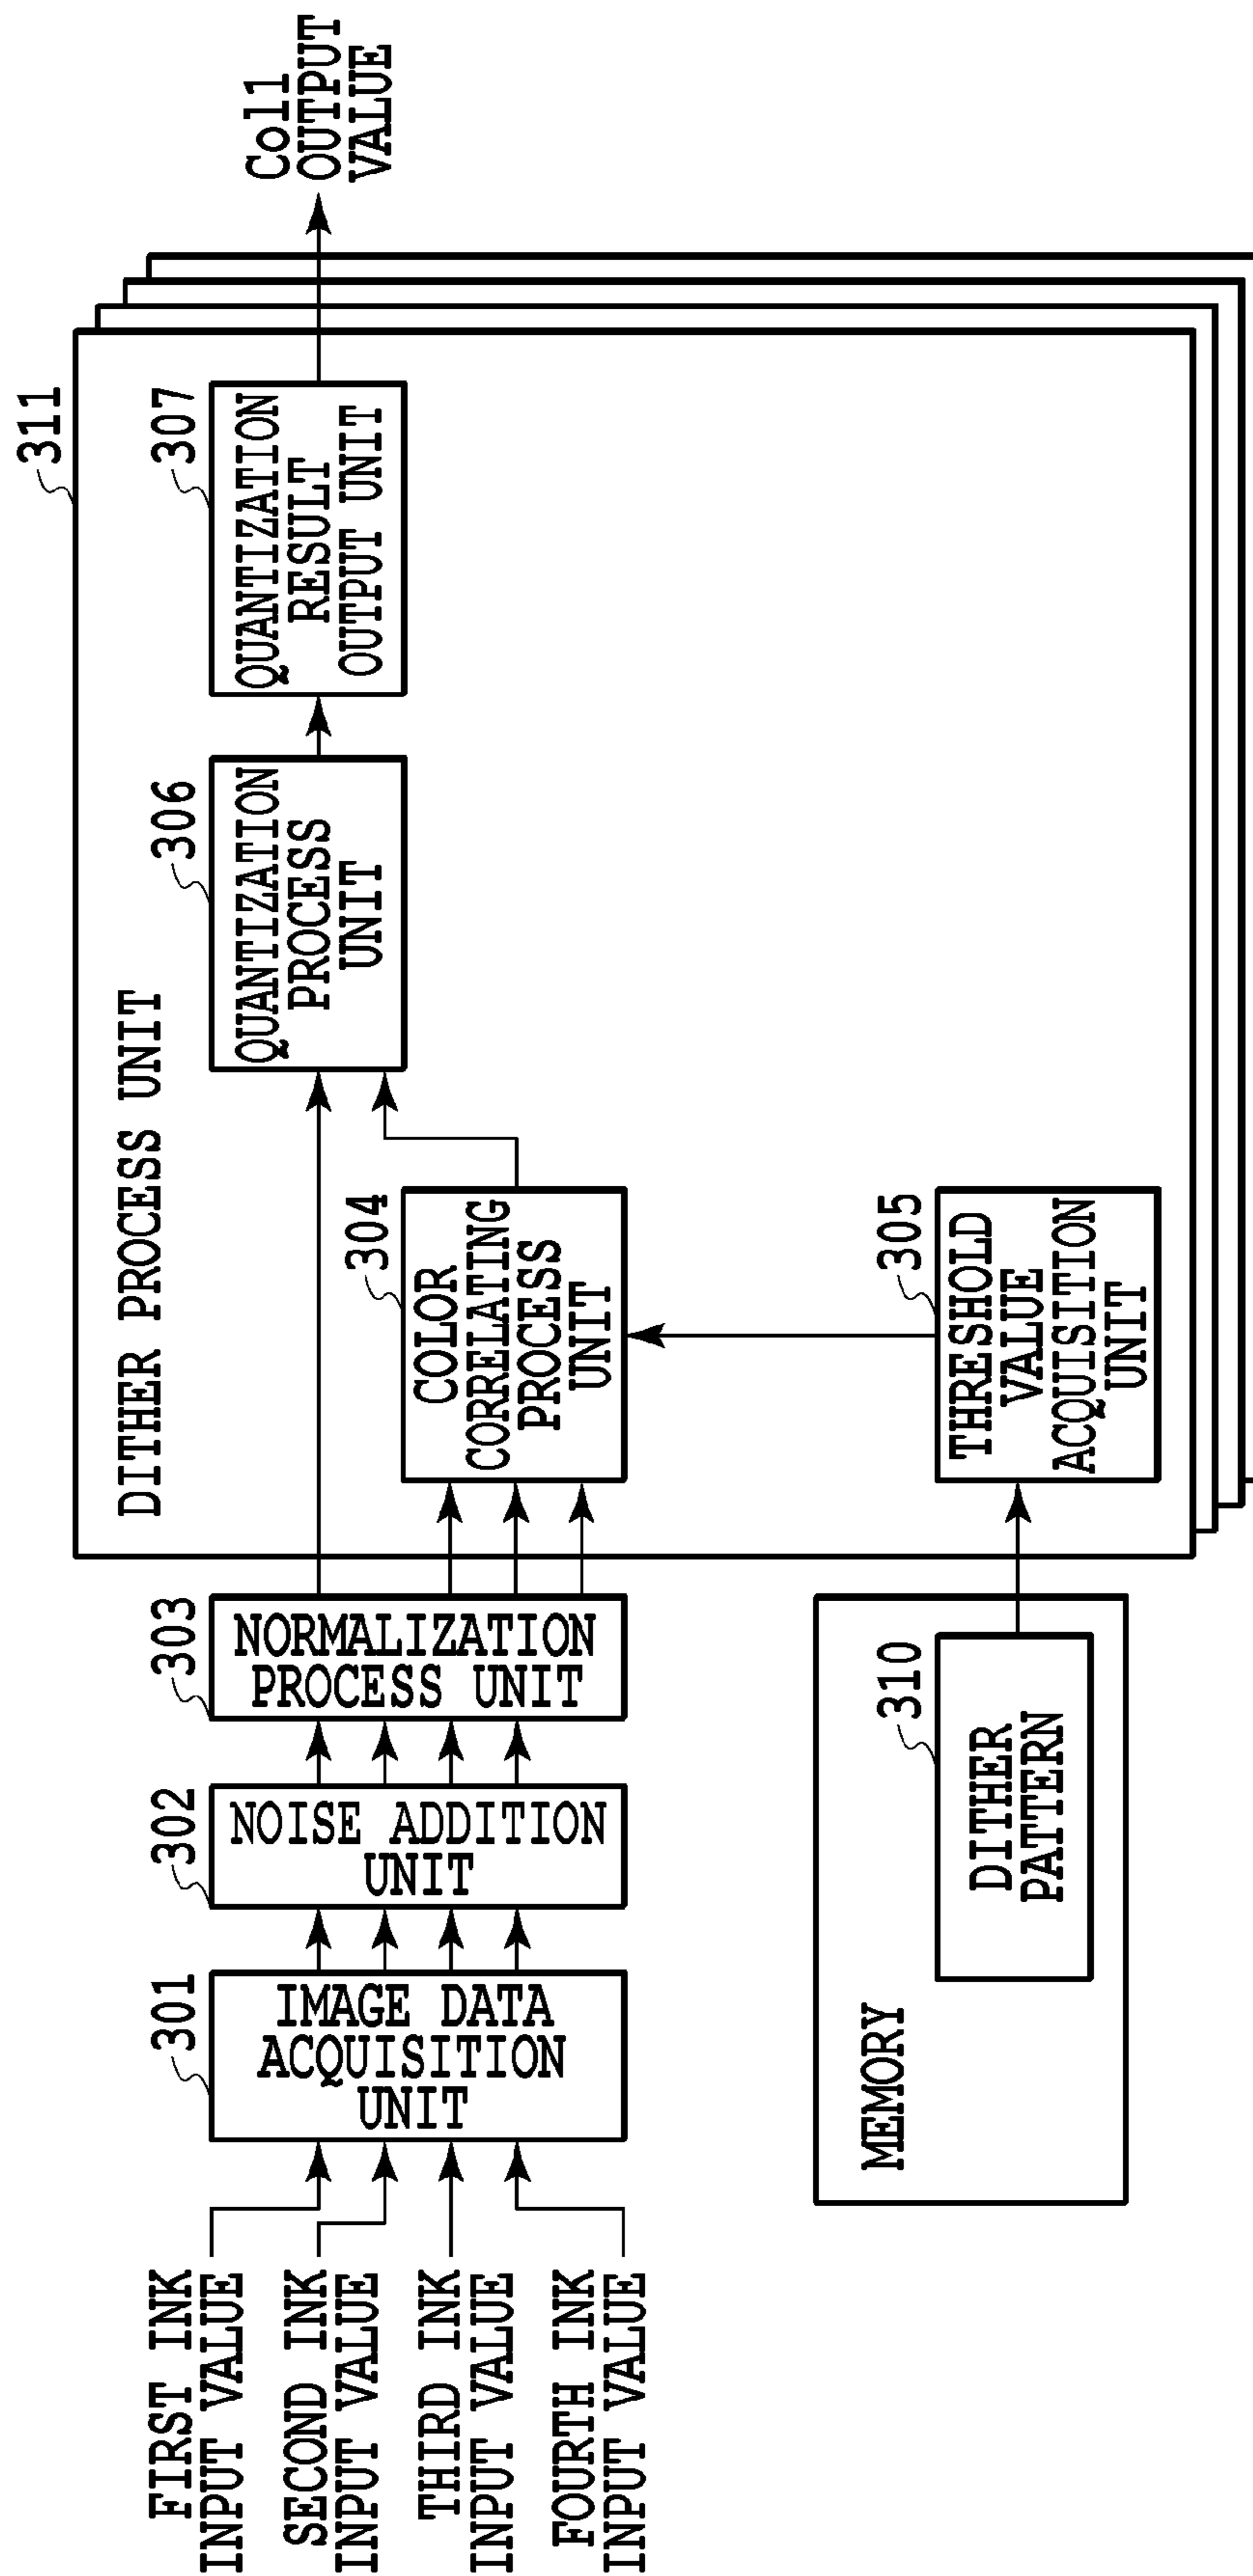 FIRST INK
INPUT VALUE
SECOND INK
INPUT VALUE
THIRD INK
INPUT VALUE
FOURTH INK
INPUT VALUE
301
IMAGE DATA
ACQUISITION
UNIT
302
NOISE ADDITION
UNIT
303
NORMALIZATION
PROCESS UNIT
311
DITHER PROCESS UNIT
304
COLOR
CORRELATING
PROCESS
UNIT
306
QUANTIZATION
PROCESS
UNIT
307
QUANTIZATION
RESULT
OUTPUT UNIT
Col1
OUTPUT
VALUE
MEMORY
310
DITHER
PATTERN
305
THRESHOLD
VALUE
ACQUISITION
UNIT